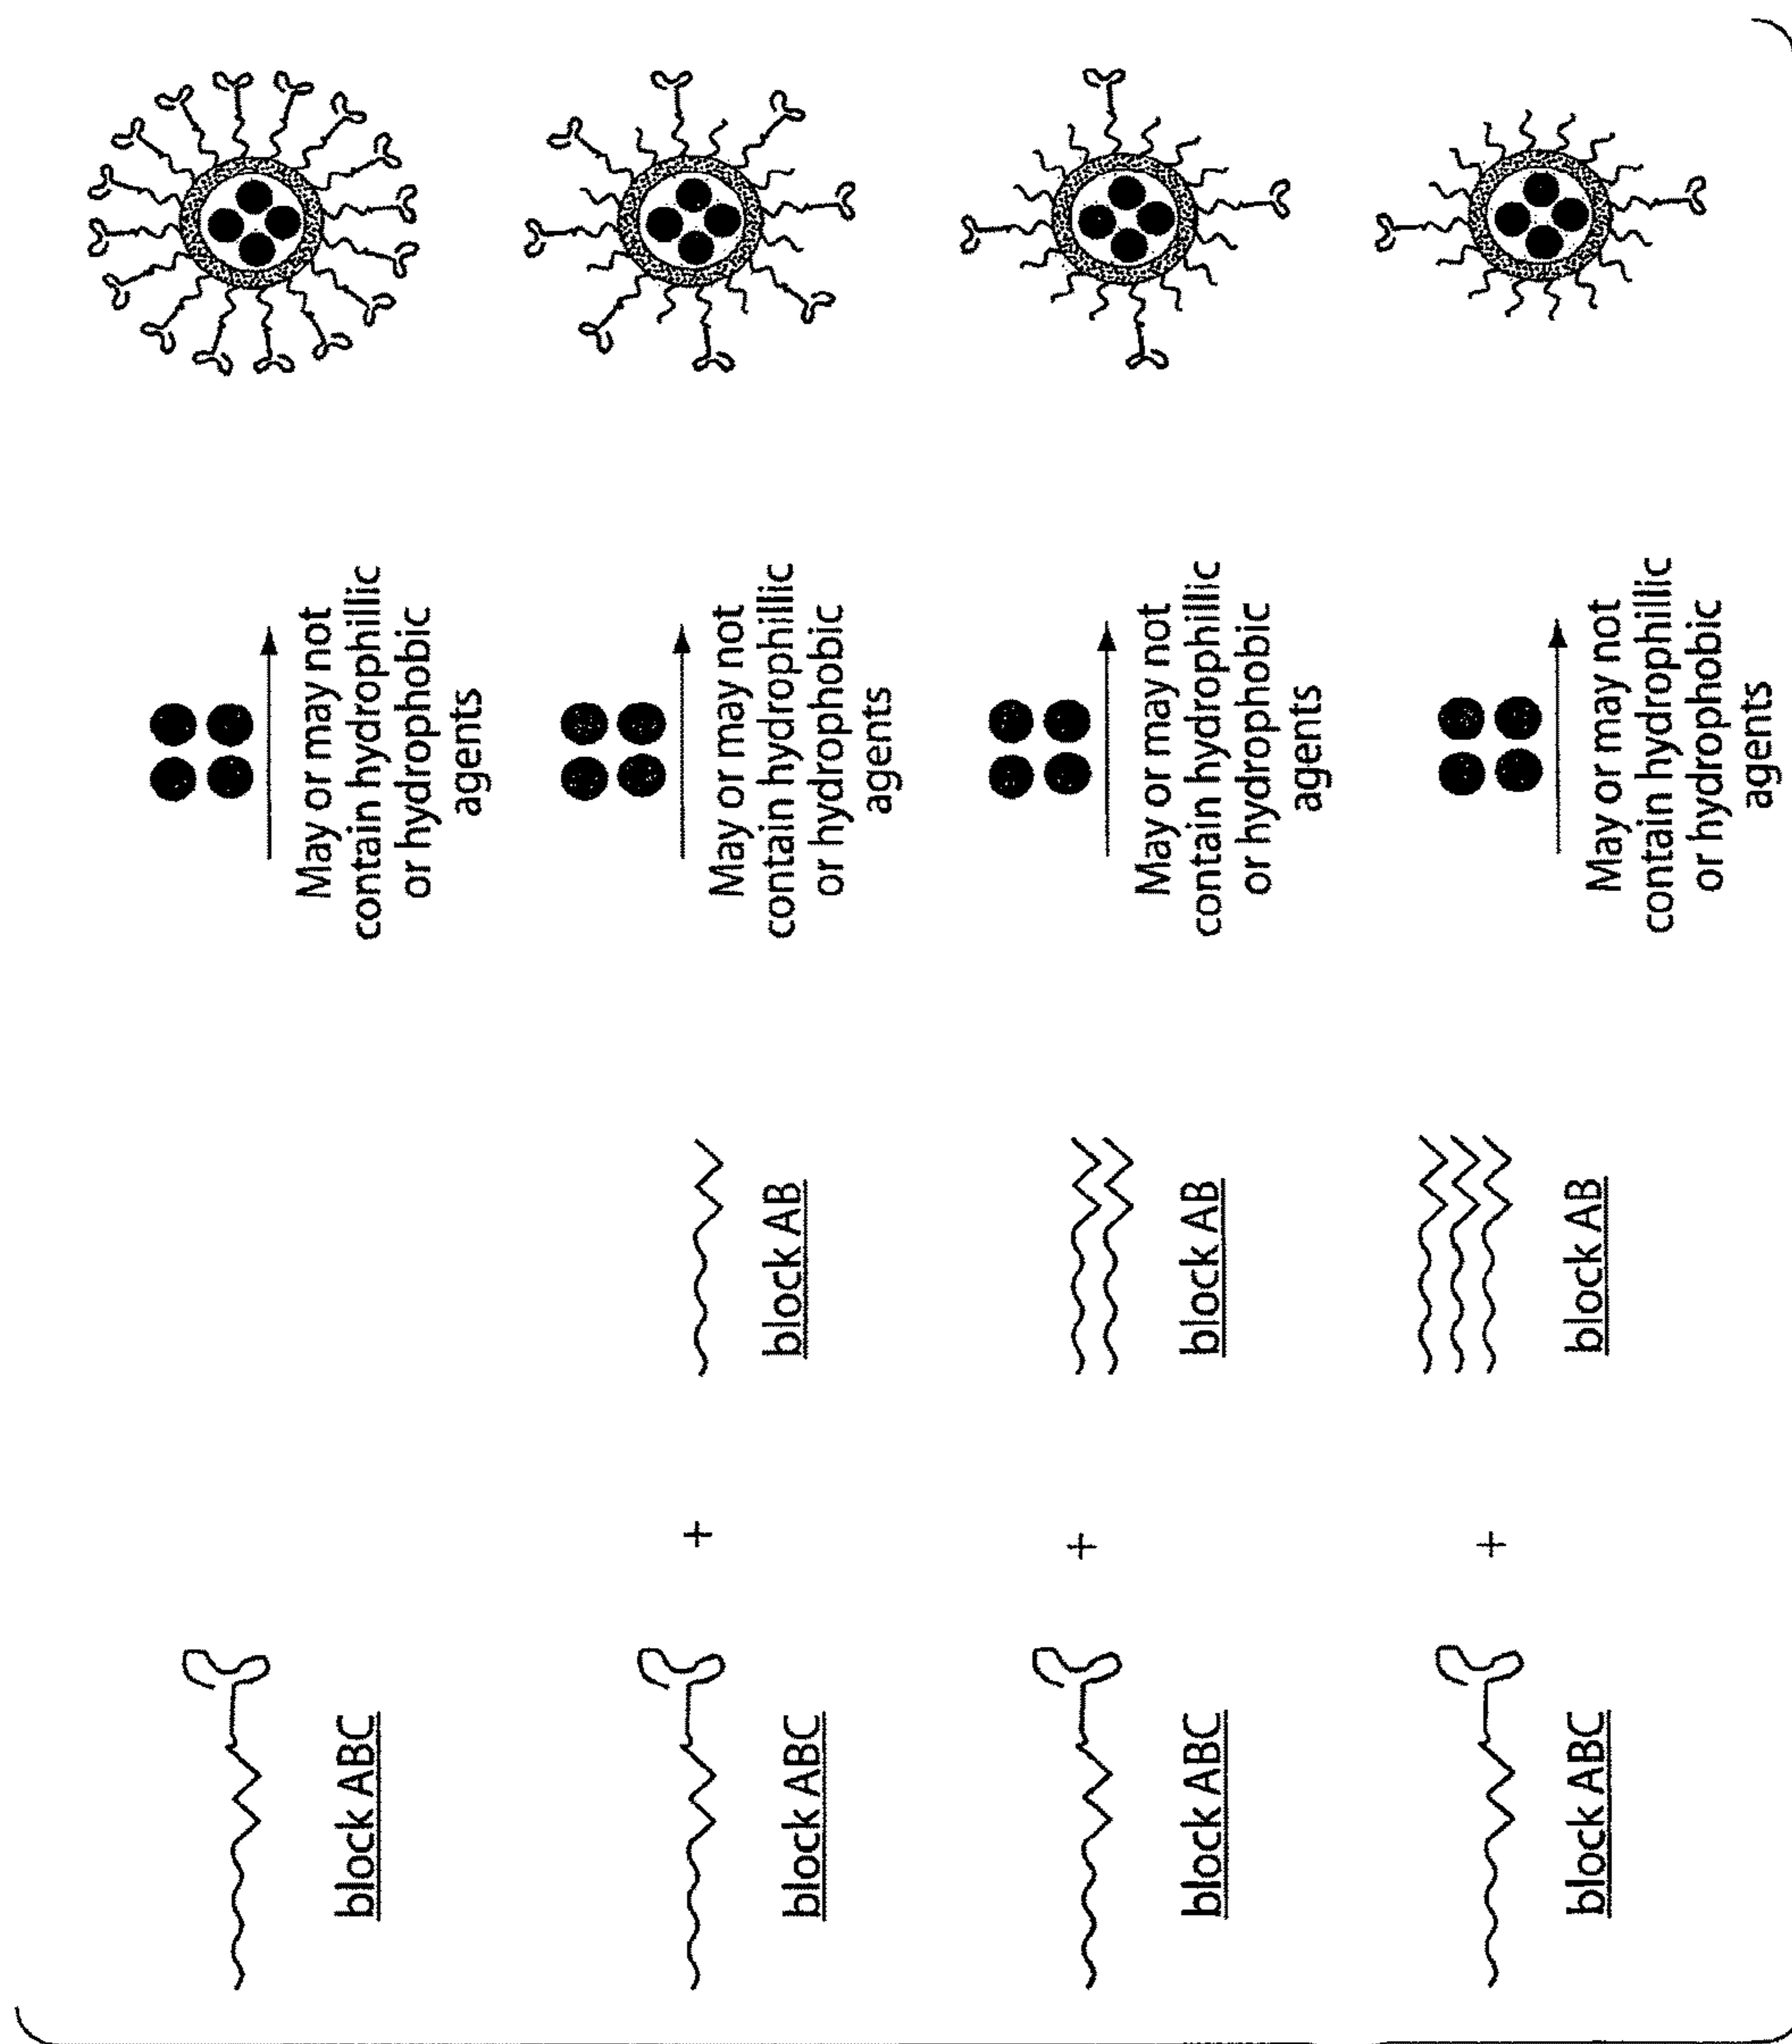 block ABC
May or may not
contain hydrophillic
or hydrophobic
agents
block ABC
+
block AB
May or may not
contain hydrophillic
or hydrophobic
agents
block ABC
+
block AB
May or may not
contain hydrophillic
or hydrophobic
agents
block ABC
+
block AB
May or may not
contain hydrophillic
or hydrophobic
agents